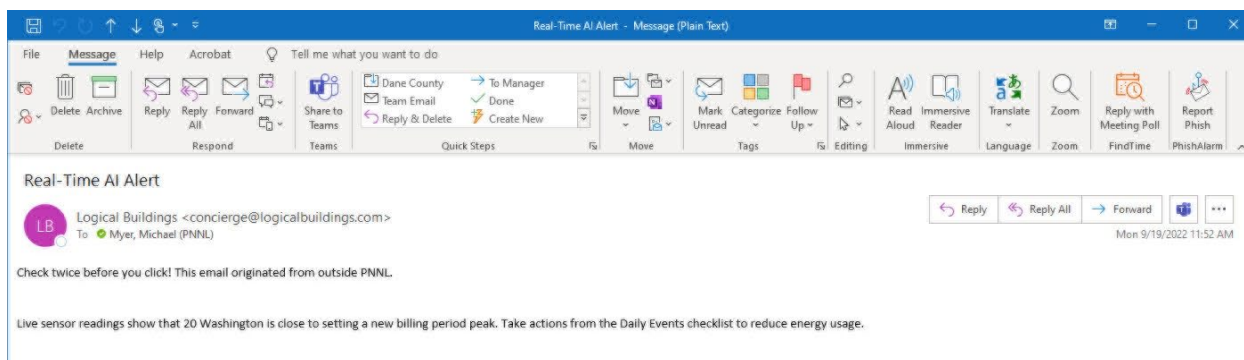 Real-Time AI Alert - Message (Plain Text)
File Message Help Acrobat Tell me what you want to do
Delete Archive
Reply Reply All Forward
Share to Teams
Dane County To Manager
Team Email Done
Reply & Delete Create New
Move
Mark Unread Categorize Follow Up
Read Aloud Immersive Reader
Translate
Zoom
Reply with Meeting Poll
Report Phish
Delete Respond Teams Quick Steps Move Tags Editing Immersive Language Zoom FindTime PhishAlarm
Real-Time AI Alert
LB
Logical Buildings <concierge@logicalbuildings.com>
To Myer, Michael (PNNL)
Reply Reply All Forward
Mon 9/19/2022 11:52 AM
Check twice before you click! This email originated from outside PNNL.
Live sensor readings show that 20 Washington is close to setting a new billing period peak. Take actions from the Daily Events checklist to reduce energy usage.